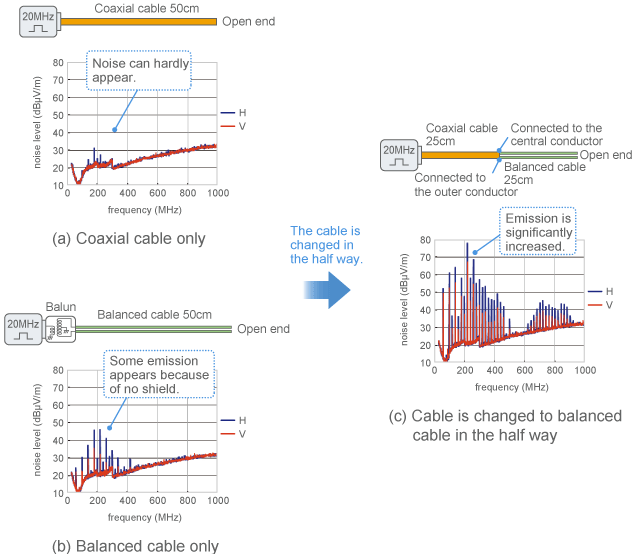 Coaxial cable 50cm
20MHz
Open end
Noise can hardly
appear.
noise level (dBμV/m)
80
70
60
50
40
30
20
10
0 200 400 600 800 1000
frequency (MHz)
H
V
(a) Coaxial cable only
Balun
Balanced cable 50cm
20MHz
Open end
Some emission
appears because
of no shield.
noise level (dBμV/m)
80
70
60
50
40
30
20
10
0 200 400 600 800 1000
frequency (MHz)
H
V
(b) Balanced cable only
The cable is
changed in
the half way.
Coaxial cable
25cm
Connected to the
central conductor
20MHz
Open end
Connected to
the outer conductor
Balanced cable
25cm
Emission is
significantly
increased.
noise level (dBμV/m)
80
70
60
50
40
30
20
10
0 200 400 600 800 1000
frequency (MHz)
H
V
(c) Cable is changed to balanced
cable in the half way